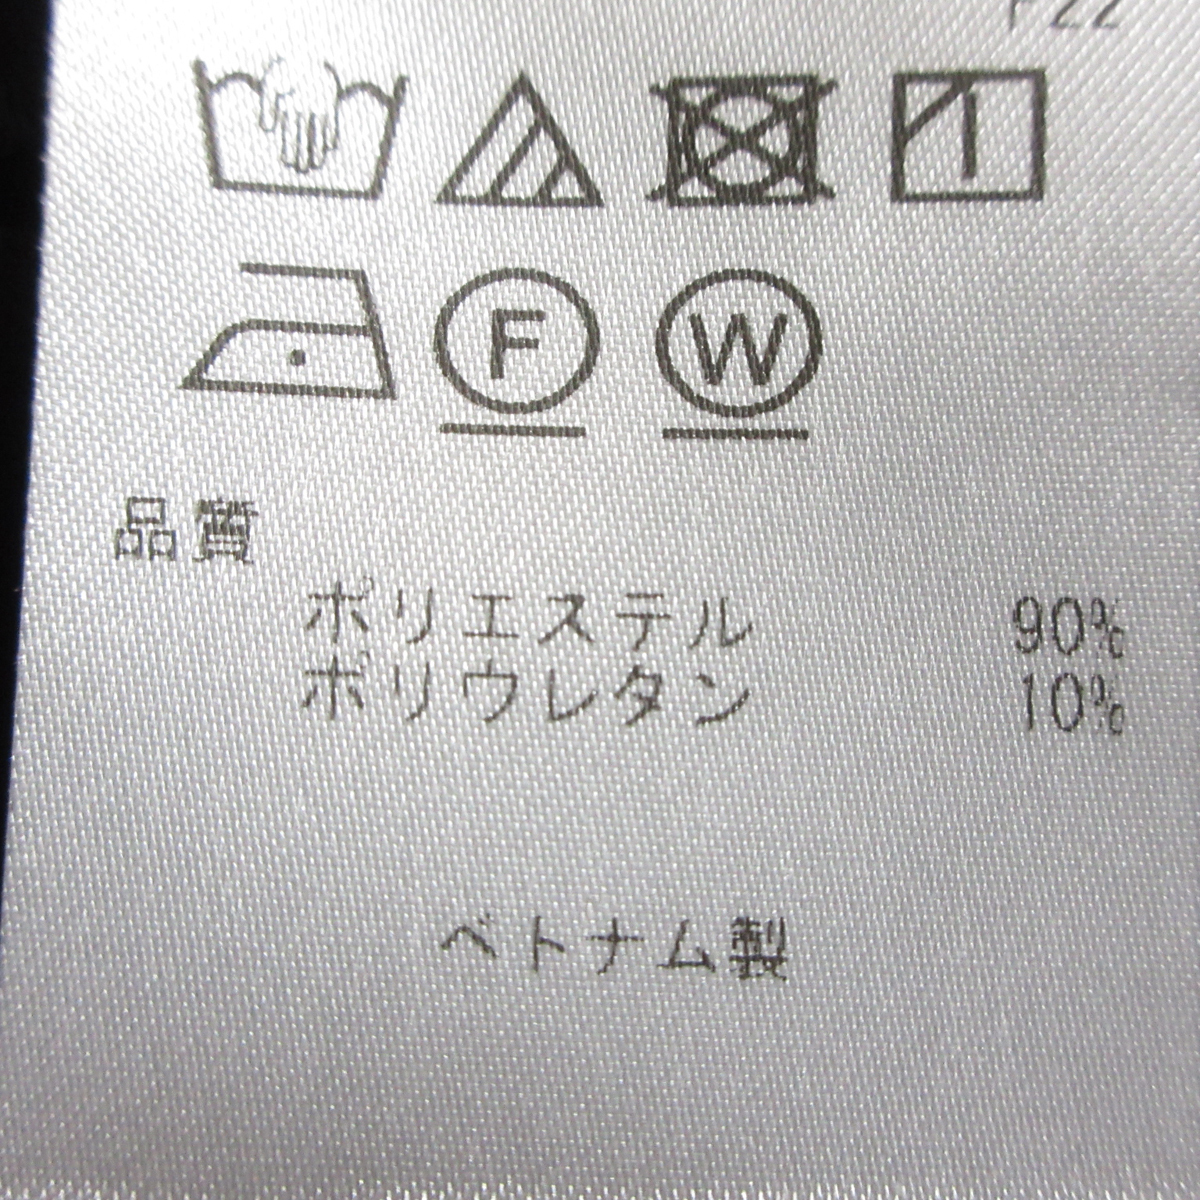 F22
F W
品質
ポリエステル 90%
ポリウレタン 10%
ベトナム製